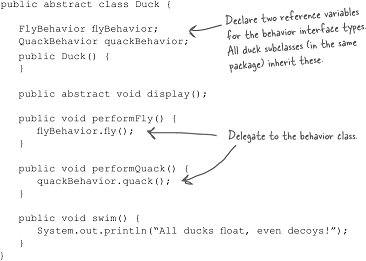 public abstract class Duck {
FlyBehavior flyBehavior;
QuackBehavior quackBehavior;
public Duck() {
}
public abstract void display();
public void performFly() {
flyBehavior.fly();
}
public void performQuack() {
quackBehavior.quack();
}
public void swim() {
System.out.println(“All ducks float, even decoys!”);
}
}
Declare two reference variables
for the behavior interface types.
All duck subclasses (in the same
package) inherit these.
Delegate to the behavior class.